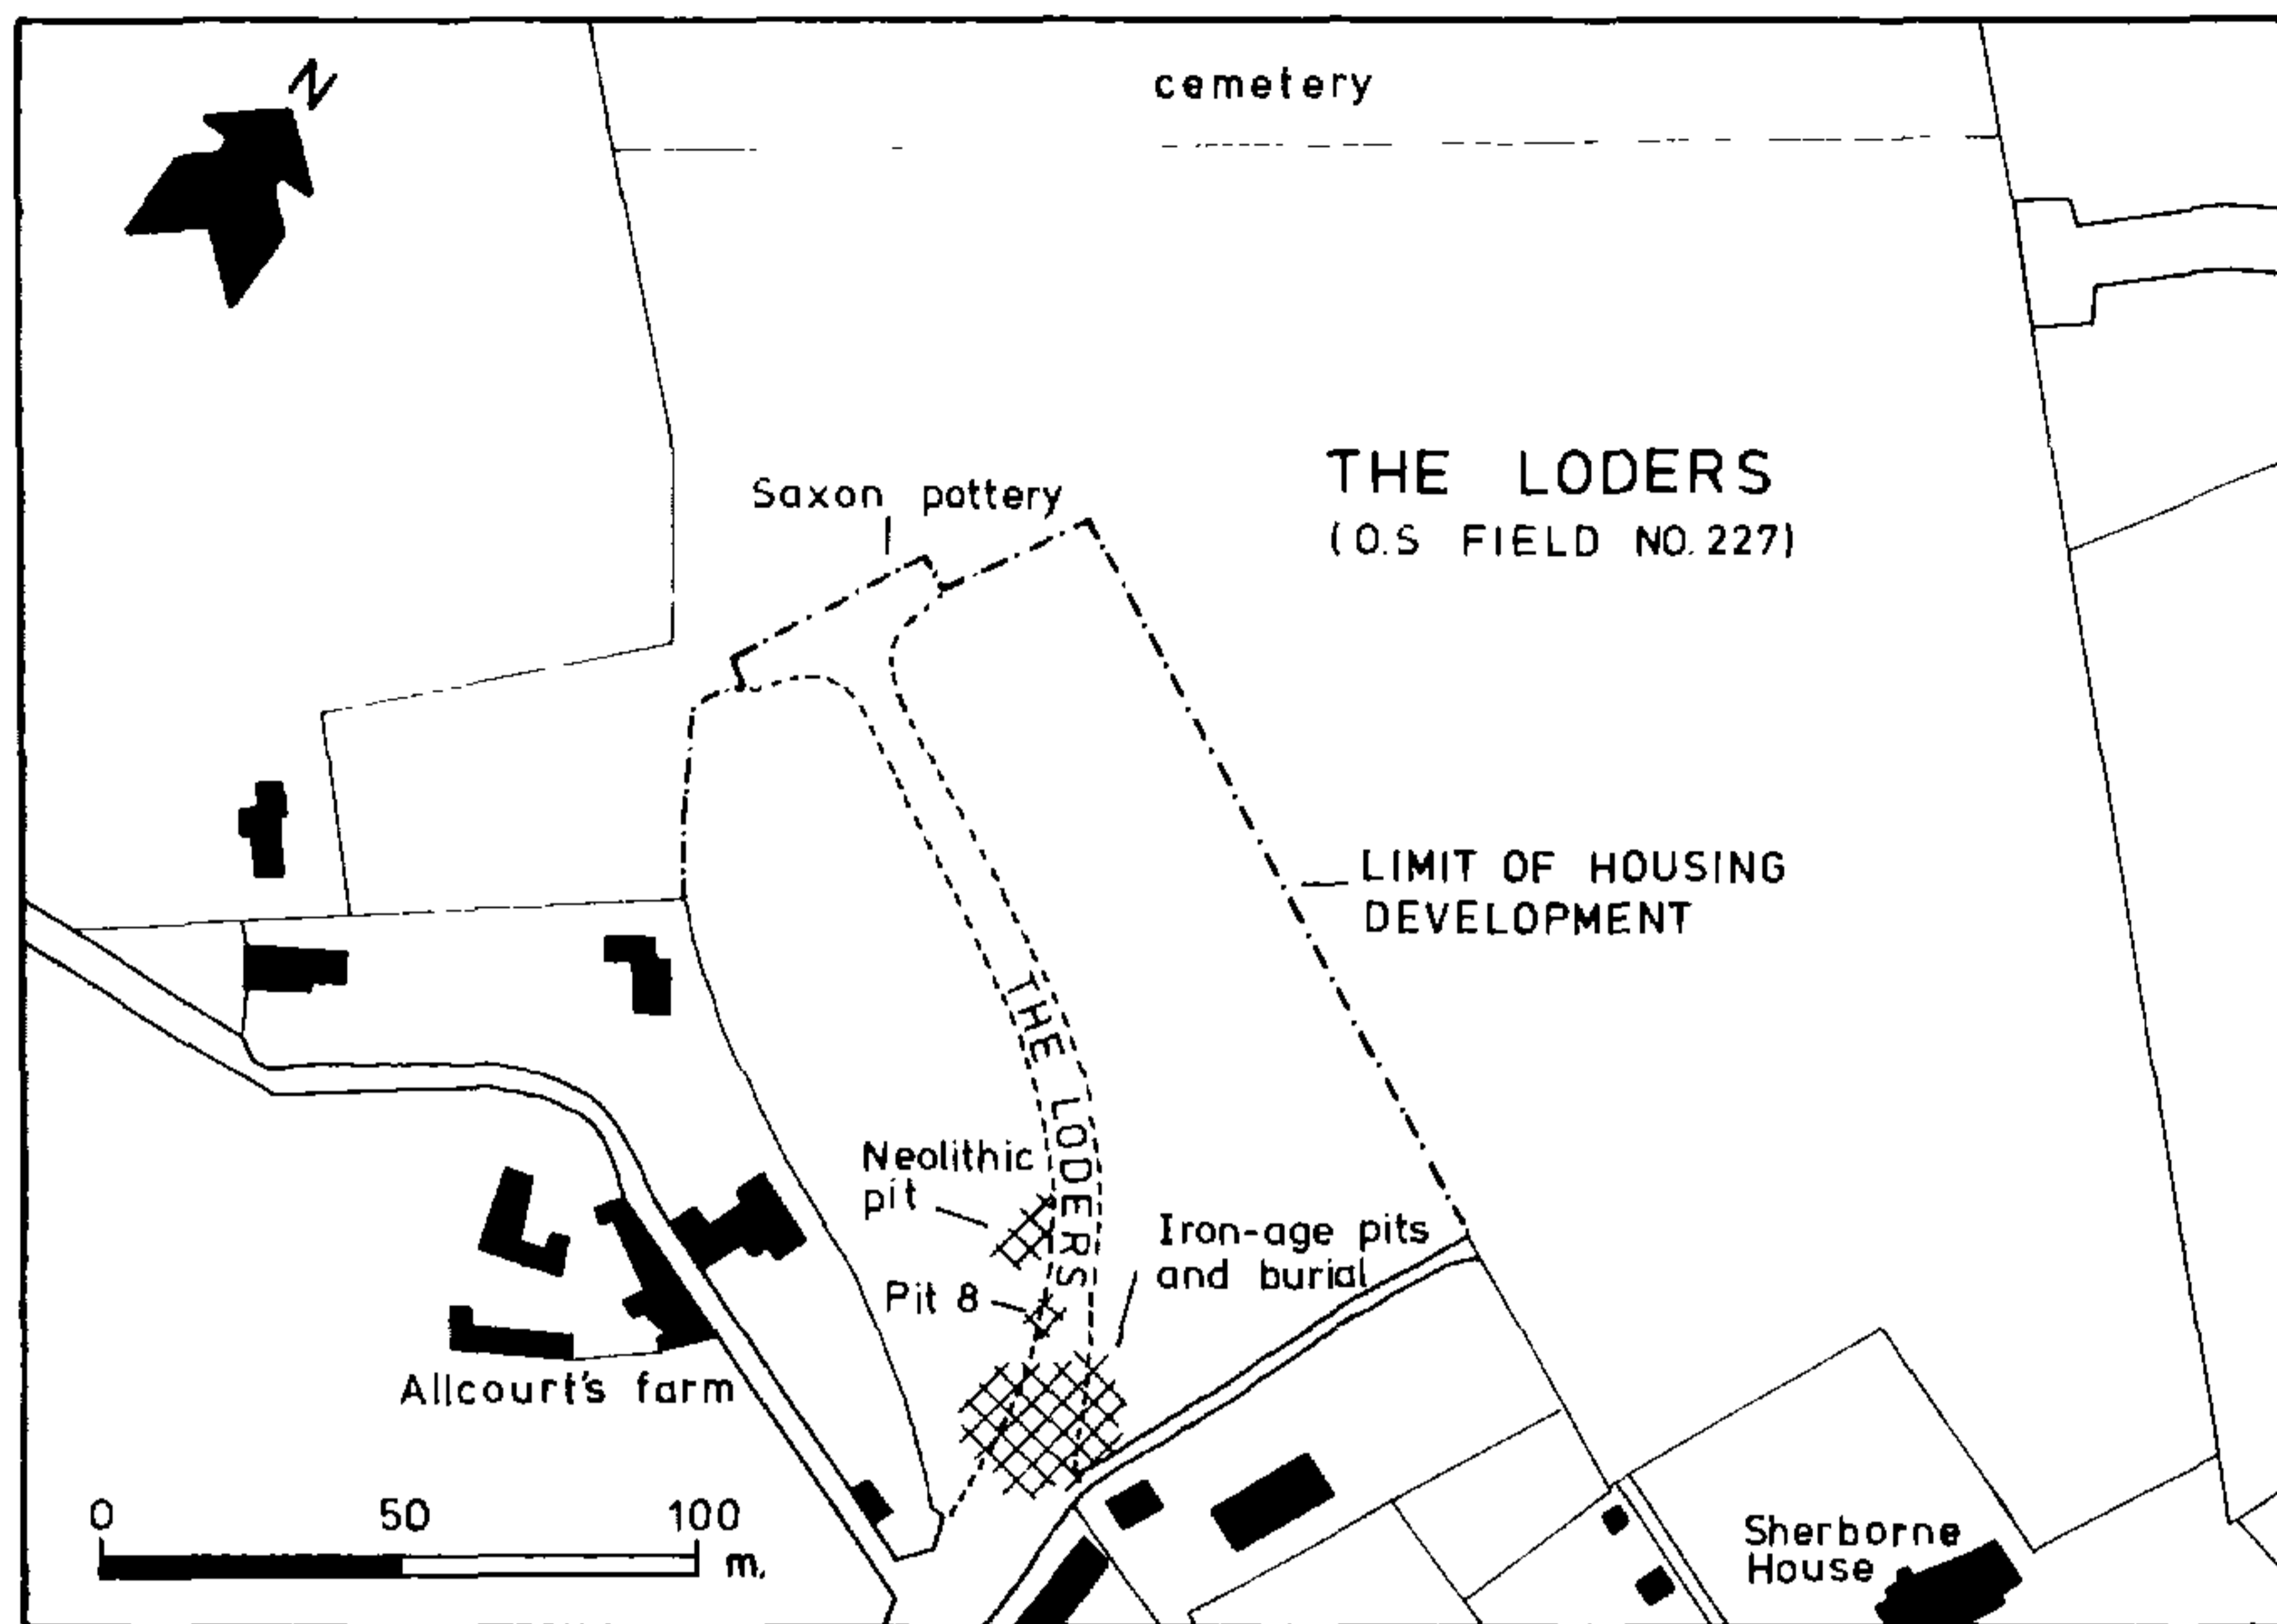 N
cemetery
THE LODERS
(O.S FIELD NO. 227)
Saxon pottery
LIMIT OF HOUSING
DEVELOPMENT
THE LODERS
Neolithic
pit
Iron-age pits
and burial
Pit 8
Allcourt's farm
0 50 100
m.
Sherborne
House